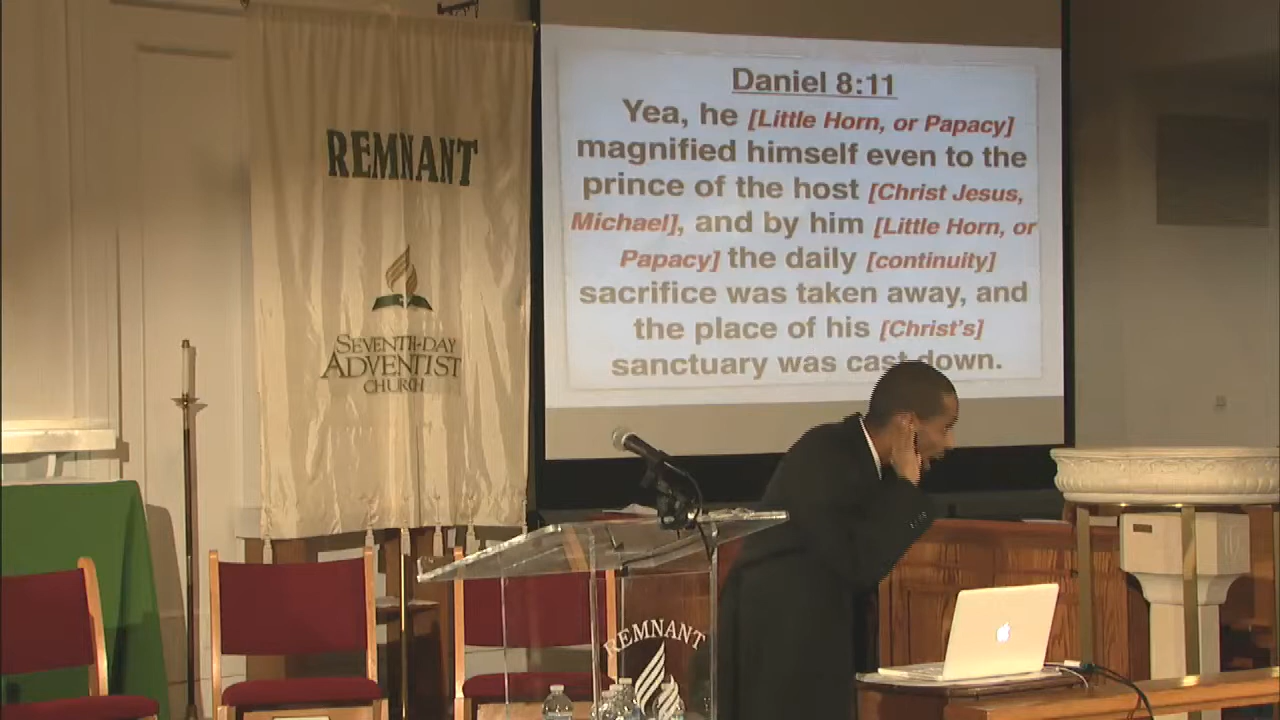 REMNANT
SEVENTH-DAY
ADVENTIST
CHURCH
Daniel 8:11
Yea, he [Little Horn, or Papacy]
magnified himself even to the
prince of the host [Christ Jesus,
Michael], and by him [Little Horn, or
Papacy] the daily [continuity]
sacrifice was taken away, and
the place of his [Christ's]
sanctuary was cast down.
REMNANT